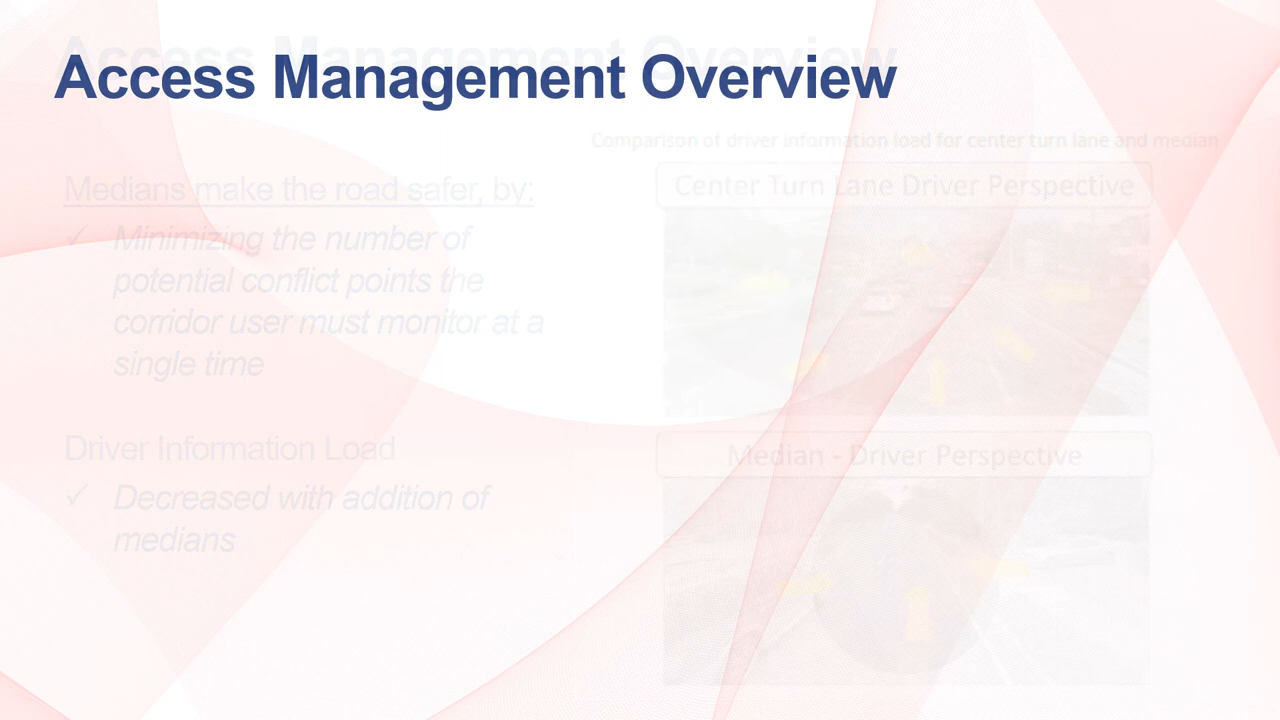 Access Management Overview
Comparison of driver information load for center turn lane and median
Medians make the road safer, by:
✓ Minimizing the number of
potential conflict points the
corridor user must monitor at a
single time
Driver Information Load
✓ Decreased with addition of
medians
Center Turn Lane Driver Perspective
Median - Driver Perspective